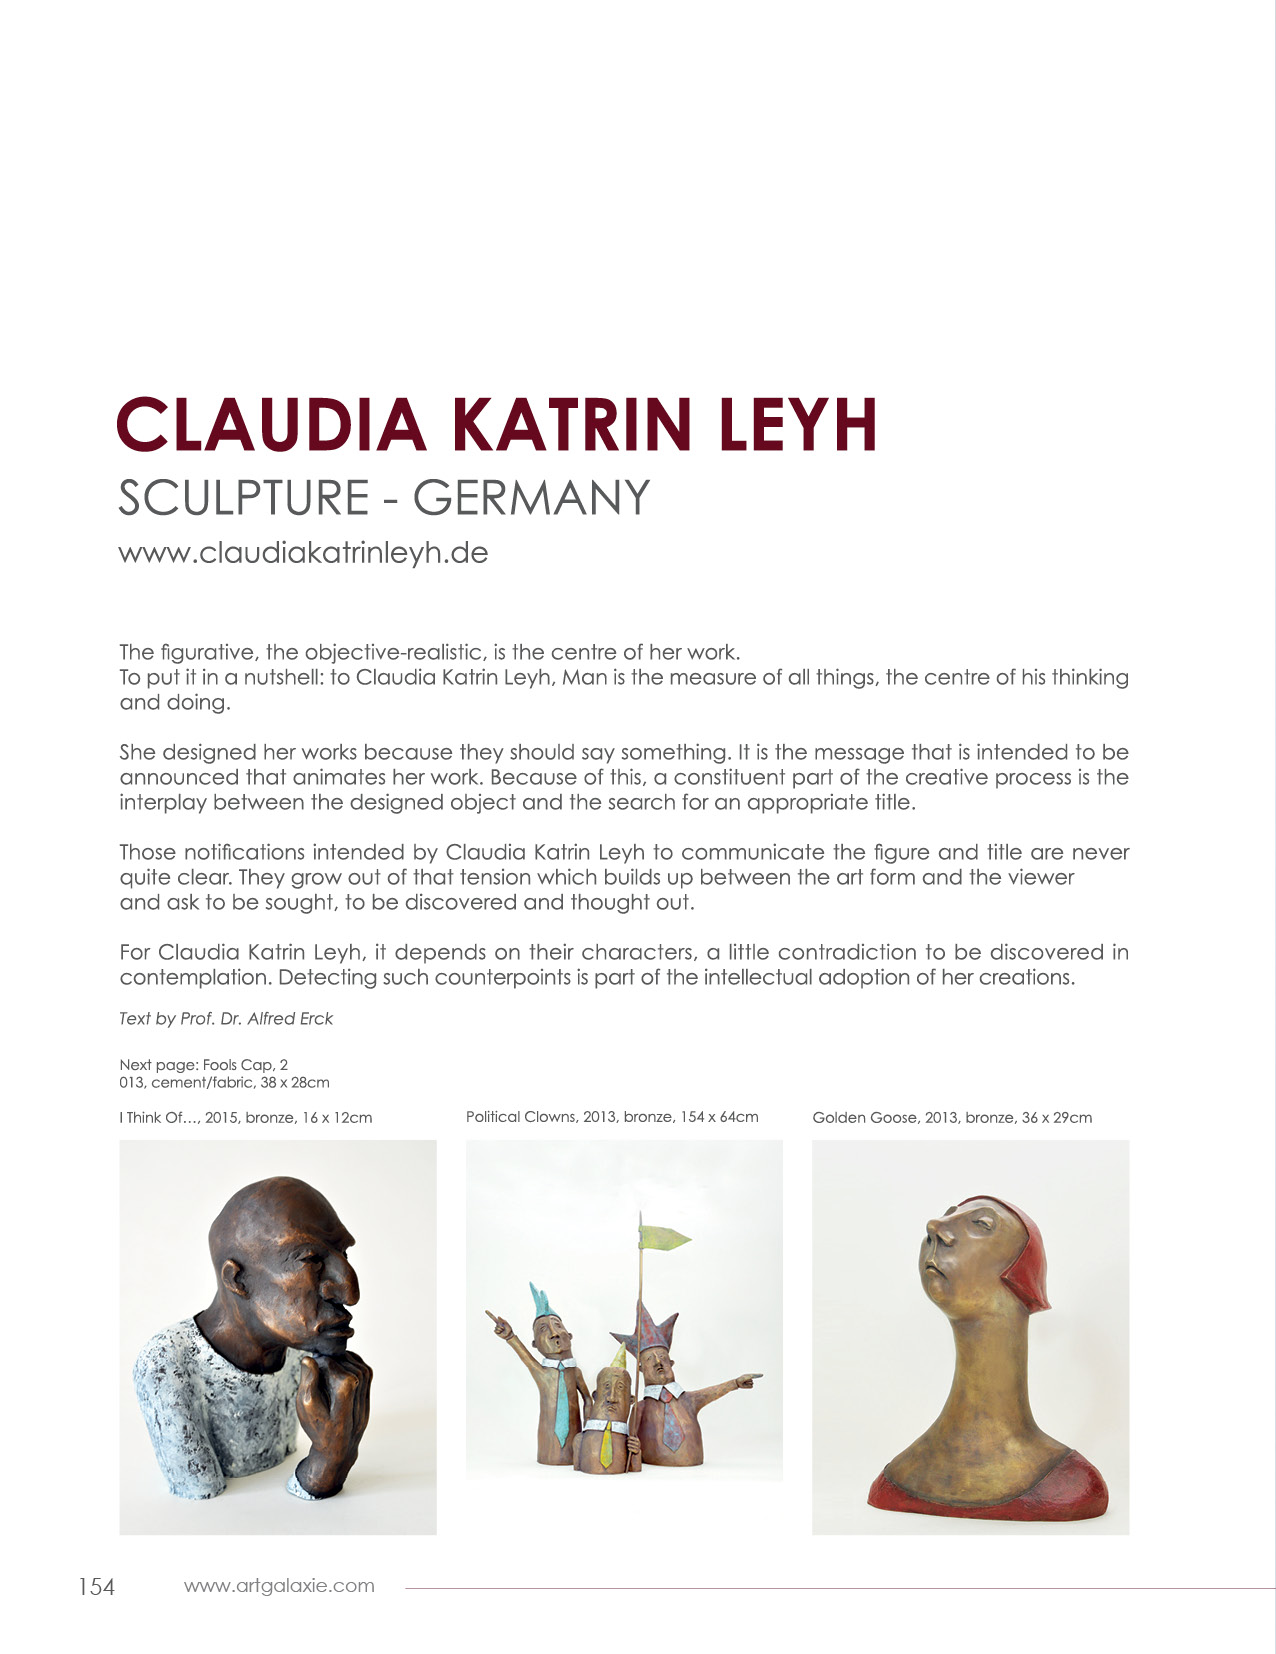 CLAUDIA KATRIN LEYH
SCULPTURE - GERMANY
www.claudiakatrinleyh.de
The figurative, the objective-realistic, is the centre of her work.
To put it in a nutshell: to Claudia Katrin Leyh, Man is the measure of all things, the centre of his thinking
and doing.
She designed her works because they should say something. It is the message that is intended to be
announced that animates her work. Because of this, a constituent part of the creative process is the
interplay between the designed object and the search for an appropriate title.
Those notifications intended by Claudia Katrin Leyh to communicate the figure and title are never
quite clear. They grow out of that tension which builds up between the art form and the viewer
and ask to be sought, to be discovered and thought out.
For Claudia Katrin Leyh, it depends on their characters, a little contradiction to be discovered in
contemplation. Detecting such counterpoints is part of the intellectual adoption of her creations.
Text by Prof. Dr. Alfred Erck
Next page: Fools Cap, 2
013, cement/fabric, 38 x 28cm
I Think Of..., 2015, bronze, 16 x 12cm
Political Clowns, 2013, bronze, 154 x 64cm
Golden Goose, 2013, bronze, 36 x 29cm
154
www.artgalaxie.com